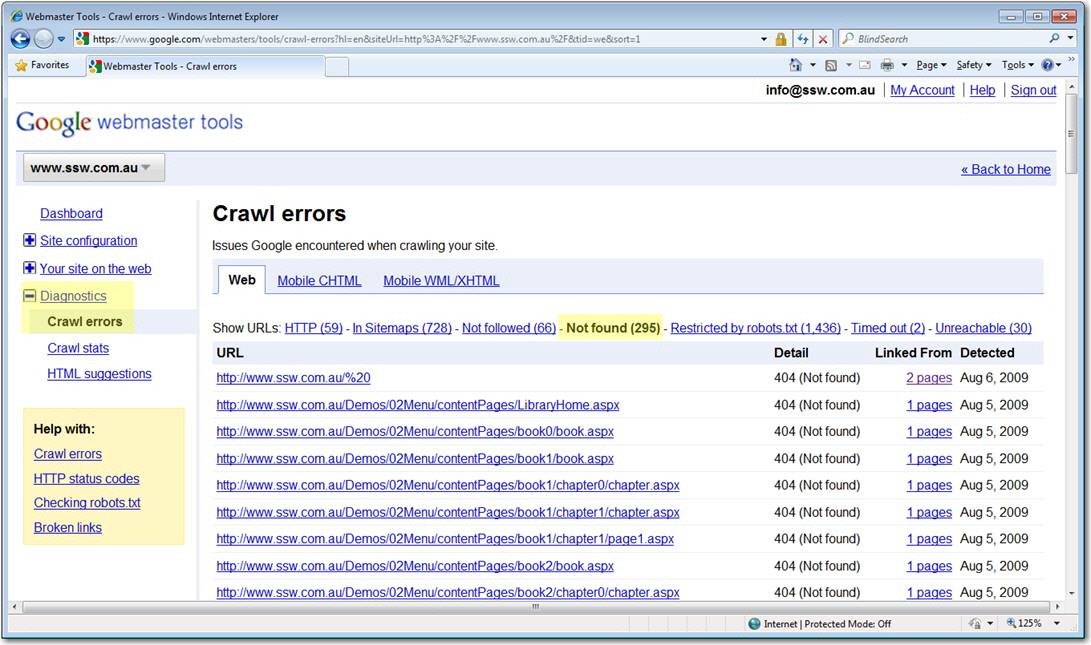 Webmaster Tools - Crawl errors - Windows Internet Explorer
https://www.google.com/webmasters/tools/crawl-errors?hl=en&siteUrl=http%3A%2F%2Fwww.ssw.com.au%2F&tid=we&sort=1
BlindSearch
Favorites
Webmaster Tools - Crawl errors
Page Safety Tools
info@ssw.com.au | My Account | Help | Sign out
Google webmaster tools
www.ssw.com.au
« Back to Home
Dashboard
Site configuration
Your site on the web
Diagnostics
Crawl errors
Crawl stats
HTML suggestions
Help with:
Crawl errors
HTTP status codes
Checking robots.txt
Broken links
Crawl errors
Issues Google encountered when crawling your site.
Web Mobile CHTML Mobile WML/XHTML
Show URLs: HTTP (59) - In Sitemaps (728) - Not followed (66) - Not found (295) - Restricted by robots.txt (1,436) - Timed out (2) - Unreachable (30)
URL Detail Linked From Detected
http://www.ssw.com.au/%20 404 (Not found) 2 pages Aug 6, 2009
http://www.ssw.com.au/Demos/02Menu/contentPages/LibraryHome.aspx 404 (Not found) 1 pages Aug 5, 2009
http://www.ssw.com.au/Demos/02Menu/contentPages/book0/book.aspx 404 (Not found) 1 pages Aug 5, 2009
http://www.ssw.com.au/Demos/02Menu/contentPages/book1/book.aspx 404 (Not found) 1 pages Aug 5, 2009
http://www.ssw.com.au/Demos/02Menu/contentPages/book1/chapter0/chapter.aspx 404 (Not found) 1 pages Aug 5, 2009
http://www.ssw.com.au/Demos/02Menu/contentPages/book1/chapter1/chapter.aspx 404 (Not found) 1 pages Aug 5, 2009
http://www.ssw.com.au/Demos/02Menu/contentPages/book1/chapter1/page1.aspx 404 (Not found) 1 pages Aug 5, 2009
http://www.ssw.com.au/Demos/02Menu/contentPages/book2/book.aspx 404 (Not found) 1 pages Aug 5, 2009
http://www.ssw.com.au/Demos/02Menu/contentPages/book2/chapter0/chapter.aspx 404 (Not found) 1 pages Aug 5, 2009
Internet | Protected Mode: Off
125%